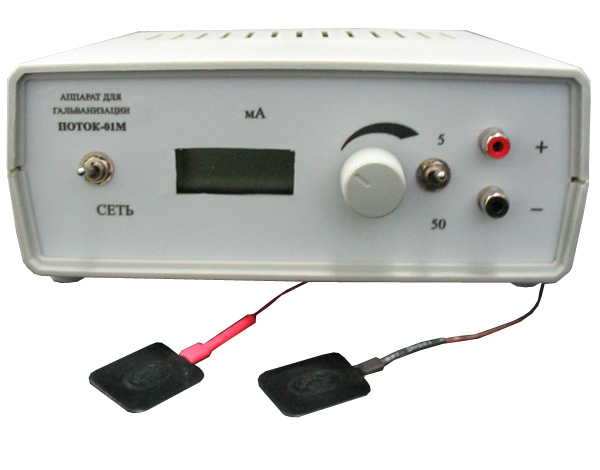 АППАРАТ ДЛЯ
ГАЛЬВАНИЗАЦИИ
ПОТОК-01М
СЕТЬ
мА
5
50
+
−